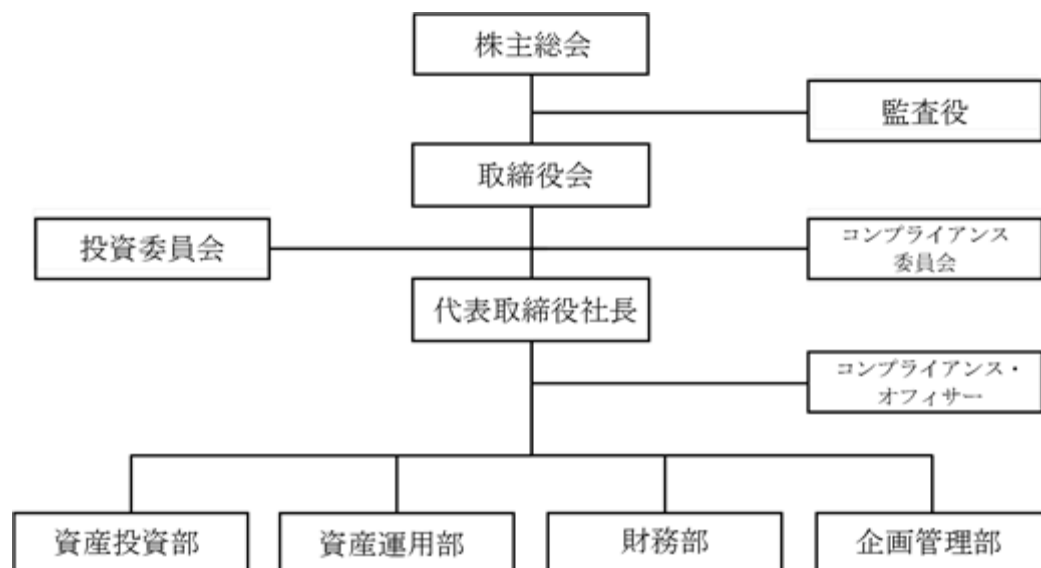 株主総会
監査役
取締役会
投資委員会
コンプライアンス
委員会
代表取締役社長
コンプライアンス・
オフィサー
資産投資部
資産運用部
財務部
企画管理部